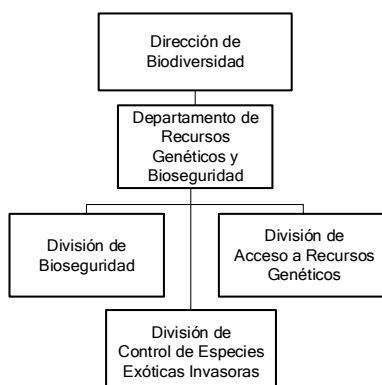 Dirección de
Biodiversidad
Departamento de
Recursos
Genéticos y
Bioseguridad
División de
Bioseguridad
División de
Acceso a Recursos
Genéticos
División de
Control de Especies
Exóticas Invasoras